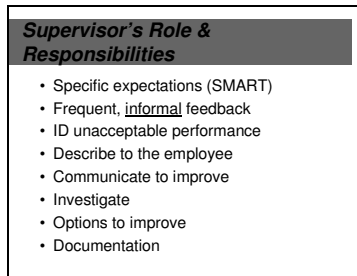 Supervisor's Role &
Responsibilities
• Specific expectations (SMART)
• Frequent, informal feedback
• ID unacceptable performance
• Describe to the employee
• Communicate to improve
• Investigate
• Options to improve
• Documentation